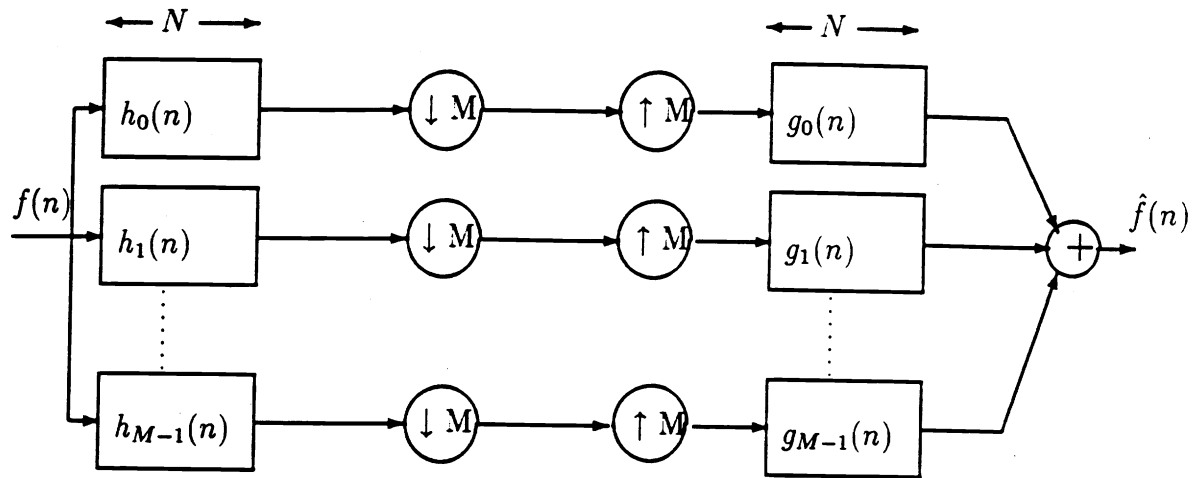 N N
h₀(n) ↓ M ↑ M g₀(n)
f(n) h₁(n) ↓ M ↑ M g₁(n) + f̂(n)
h_{M−1}(n) ↓ M ↑ M g_{M−1}(n)